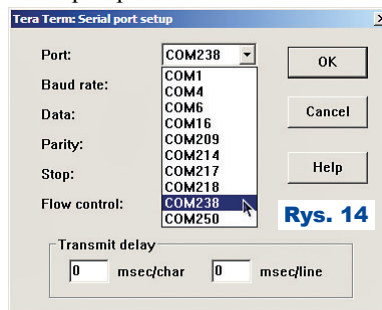 Tera Term: Serial port setup
Port: COM238 OK
COM1
Baud rate: COM4
COM6
Data: COM16 Cancel
COM209
Parity: COM214
COM217
Stop: COM218 Help
Flow control: COM238
COM250
Rys. 14
Transmit delay
0 msec/char 0 msec/line